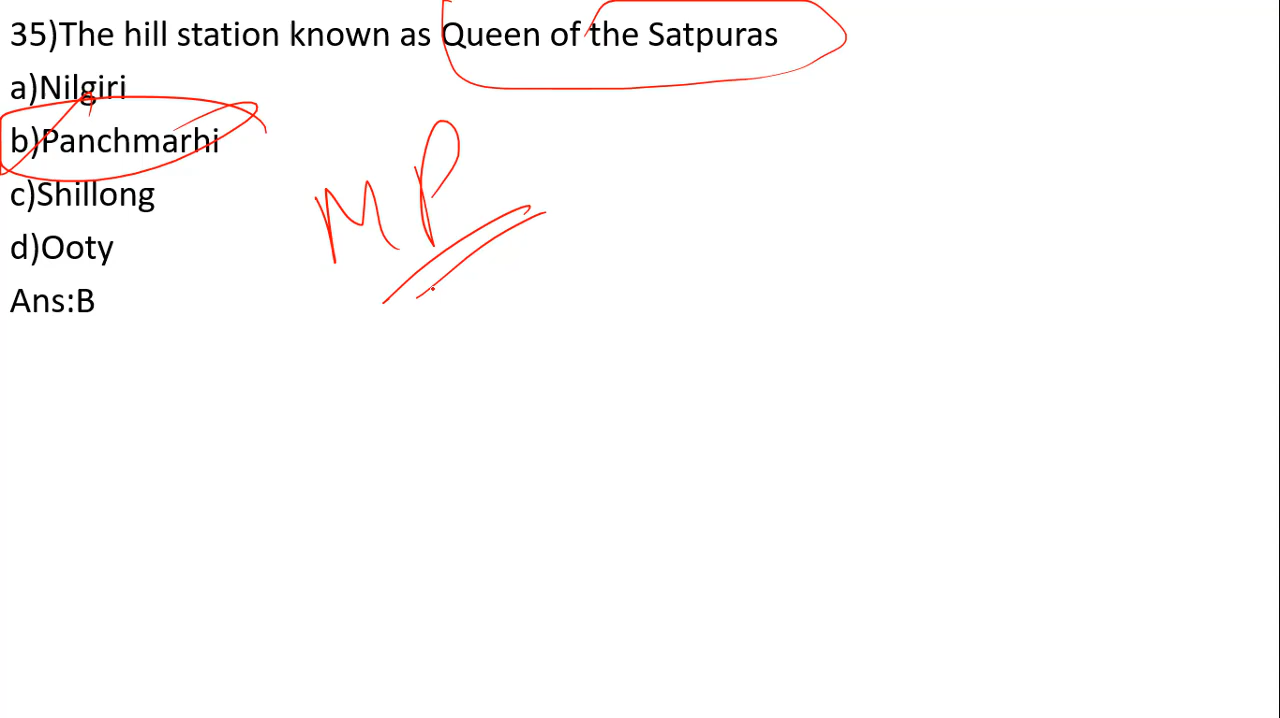 35)The hill station known as Queen of the Satpuras
a)Nilgiri
b)Panchmarhi
c)Shillong
MP
d)Ooty
Ans:B